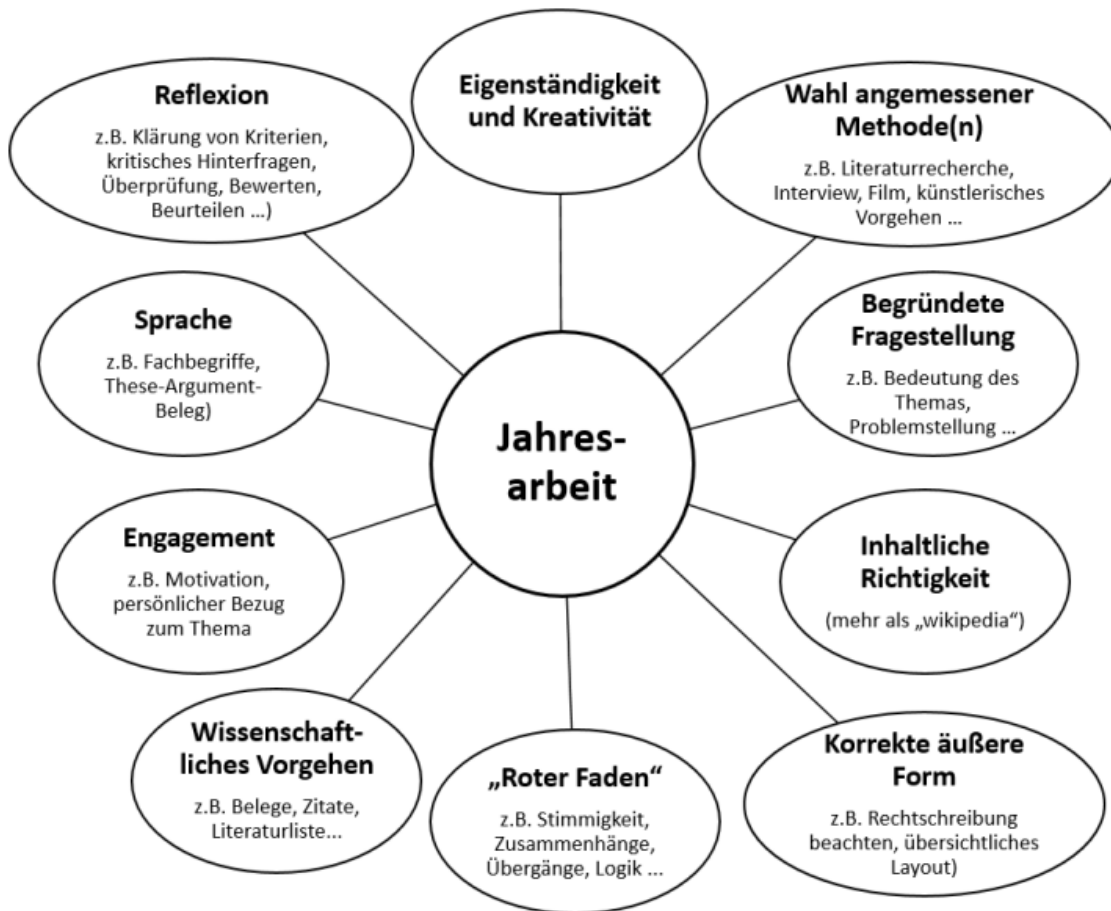 Eigenständigkeit
und Kreativität
Reflexion
z.B. Klärung von Kriterien,
kritisches Hinterfragen,
Überprüfung, Bewerten,
Beurteilen ...)
Wahl angemessener
Methode(n)
z.B. Literaturrecherche,
Interview, Film, künstlerisches
Vorgehen ...
Sprache
z.B. Fachbegriffe,
These-Argument-
Beleg)
Begründete
Fragestellung
z.B. Bedeutung des
Themas,
Problemstellung ...
Jahres-
arbeit
Engagement
z.B. Motivation,
persönlicher Bezug
zum Thema
Inhaltliche
Richtigkeit
(mehr als „wikipedia“)
Wissenschaft-
liches Vorgehen
z.B. Belege, Zitate,
Literaturliste...
„Roter Faden“
z.B. Stimmigkeit,
Zusammenhänge,
Übergänge, Logik ...
Korrekte äußere
Form
z.B. Rechtschreibung
beachten, übersichtliches
Layout)